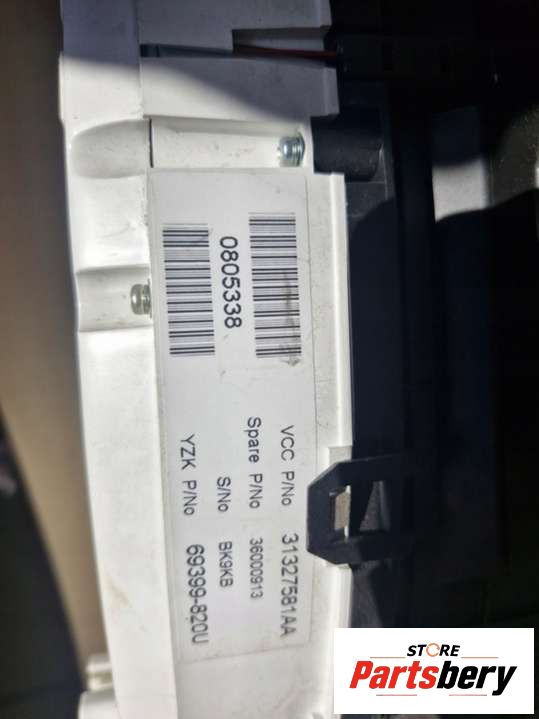 0805338
VCC P/No 31327581AA
Spare P/No 36000913
S/No BK9KB
YZK P/No 69399-820U
STORE
Partsbery